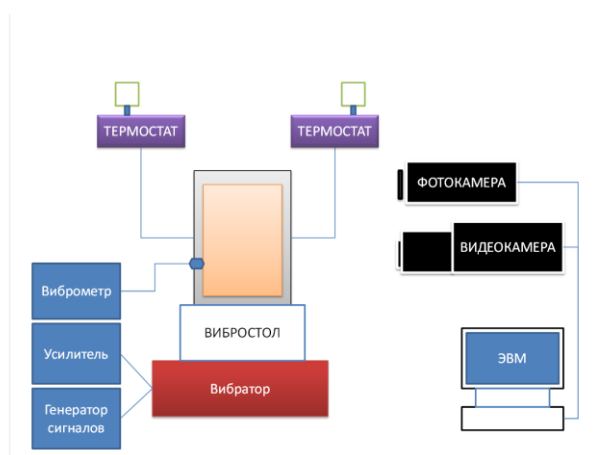 ТЕРМОСТАТ
ТЕРМОСТАТ
ФОТОКАМЕРА
ВИДЕОКАМЕРА
Виброметр
ВИБРОСТОЛ
Усилитель
ЭВМ
Вибратор
Генератор
сигналов